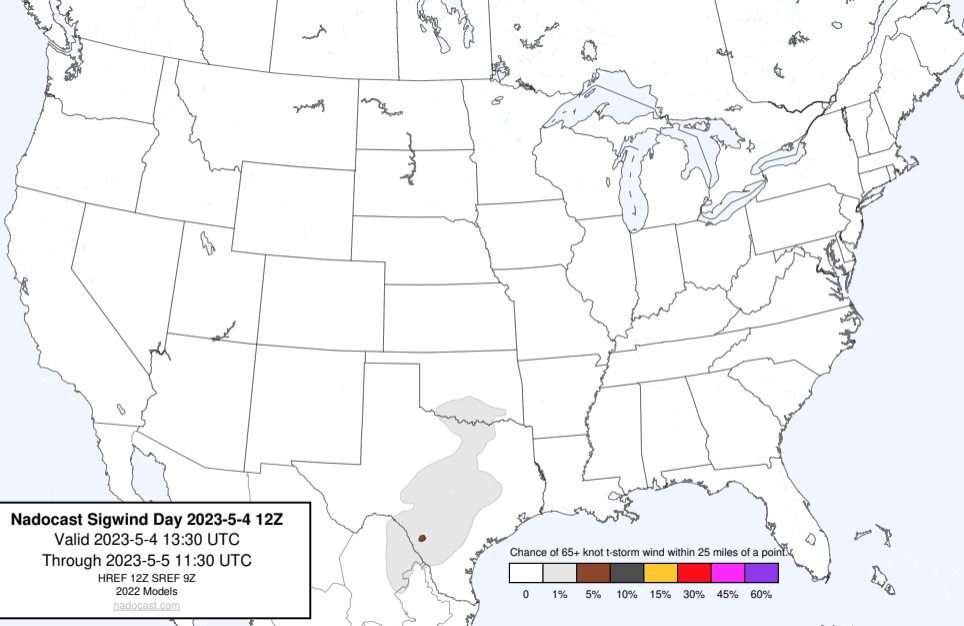 Nadocast Sigwind Day 2023-5-4 12Z
Valid 2023-5-4 13:30 UTC
Through 2023-5-5 11:30 UTC
HREF 12Z SREF 9Z
2022 Models
nadocast.com
Chance of 65+ knot t-storm wind within 25 miles of a point.
0 1% 5% 10% 15% 30% 45% 60%